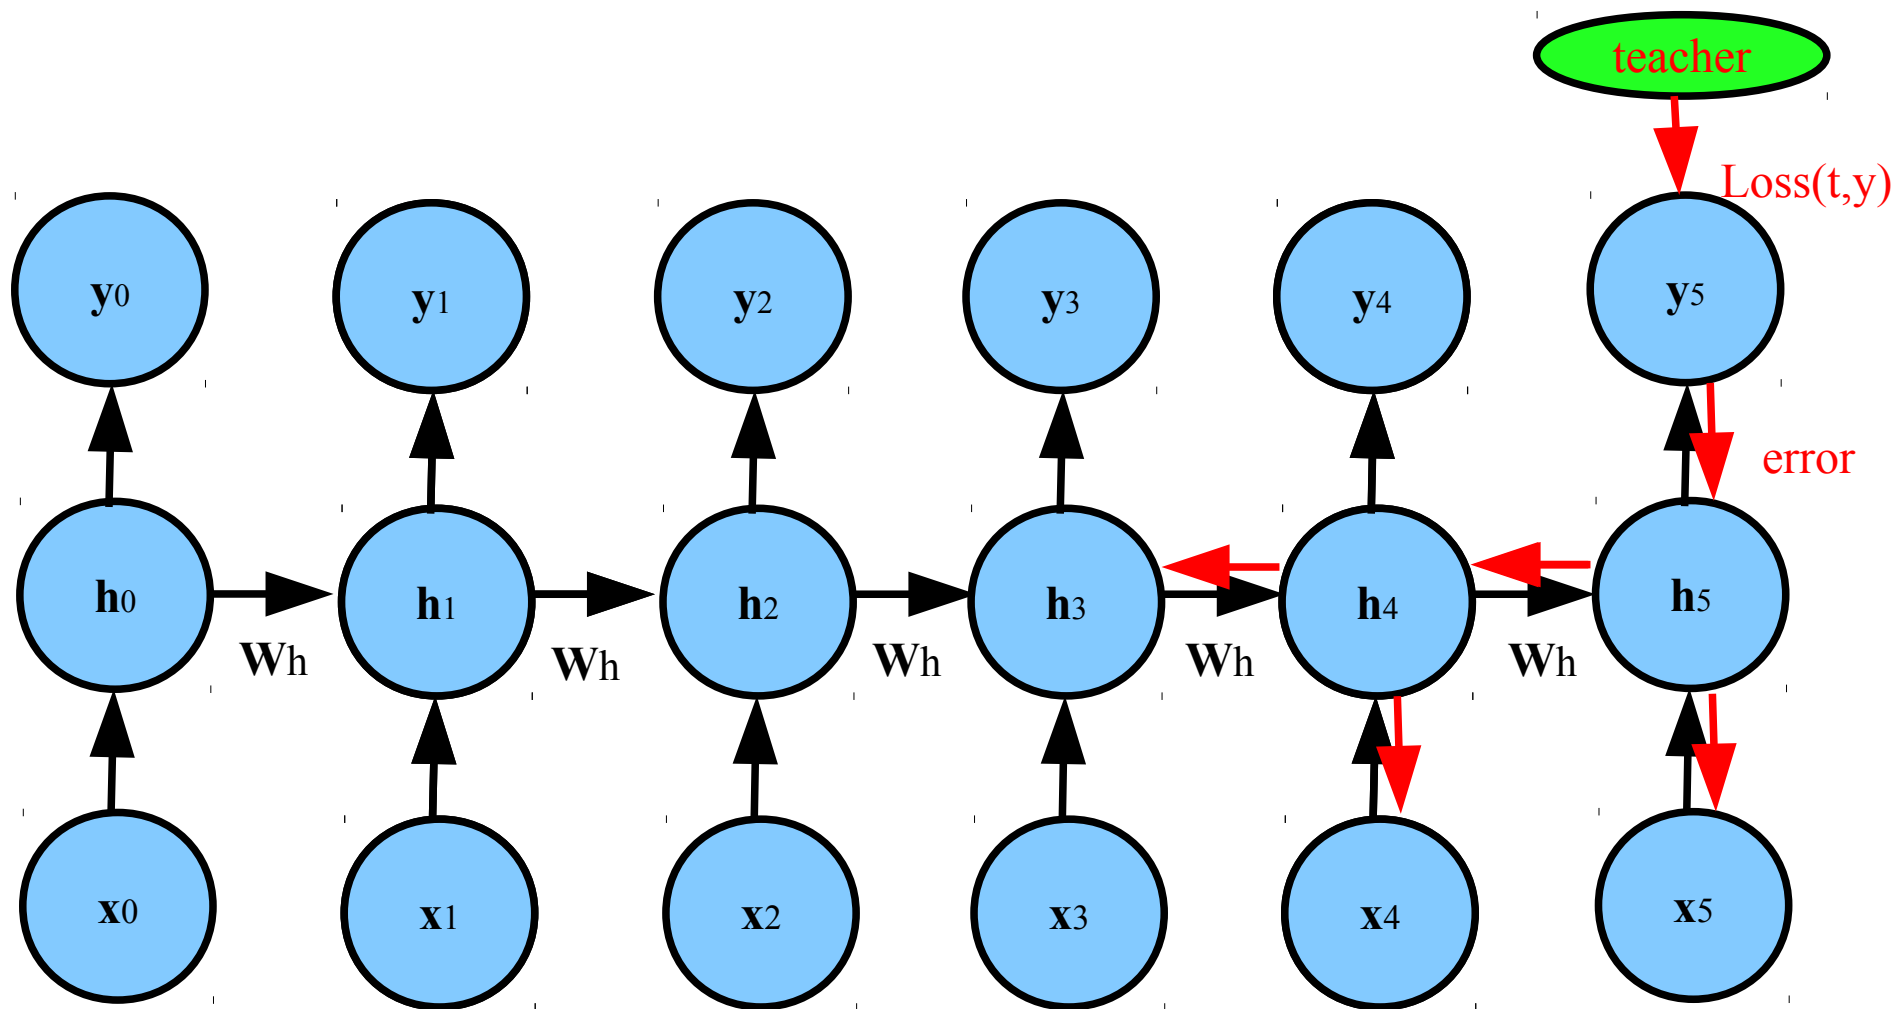 teacher
Loss(t,y)
y0
y1
y2
y3
y4
y5
error
h0
h1
h2
h3
h4
h5
Wh
Wh
Wh
Wh
Wh
x0
x1
x2
x3
x4
x5